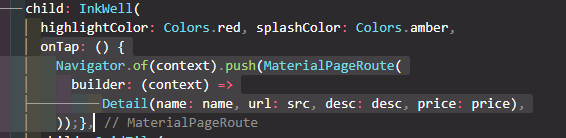 child: InkWell(
highlightColor: Colors.red, splashColor: Colors.amber,
onTap: () {
Navigator.of(context).push(MaterialPageRoute(
builder: (context) =>
Detail(name: name, url: src, desc: desc, price: price),
));}, // MaterialPageRoute